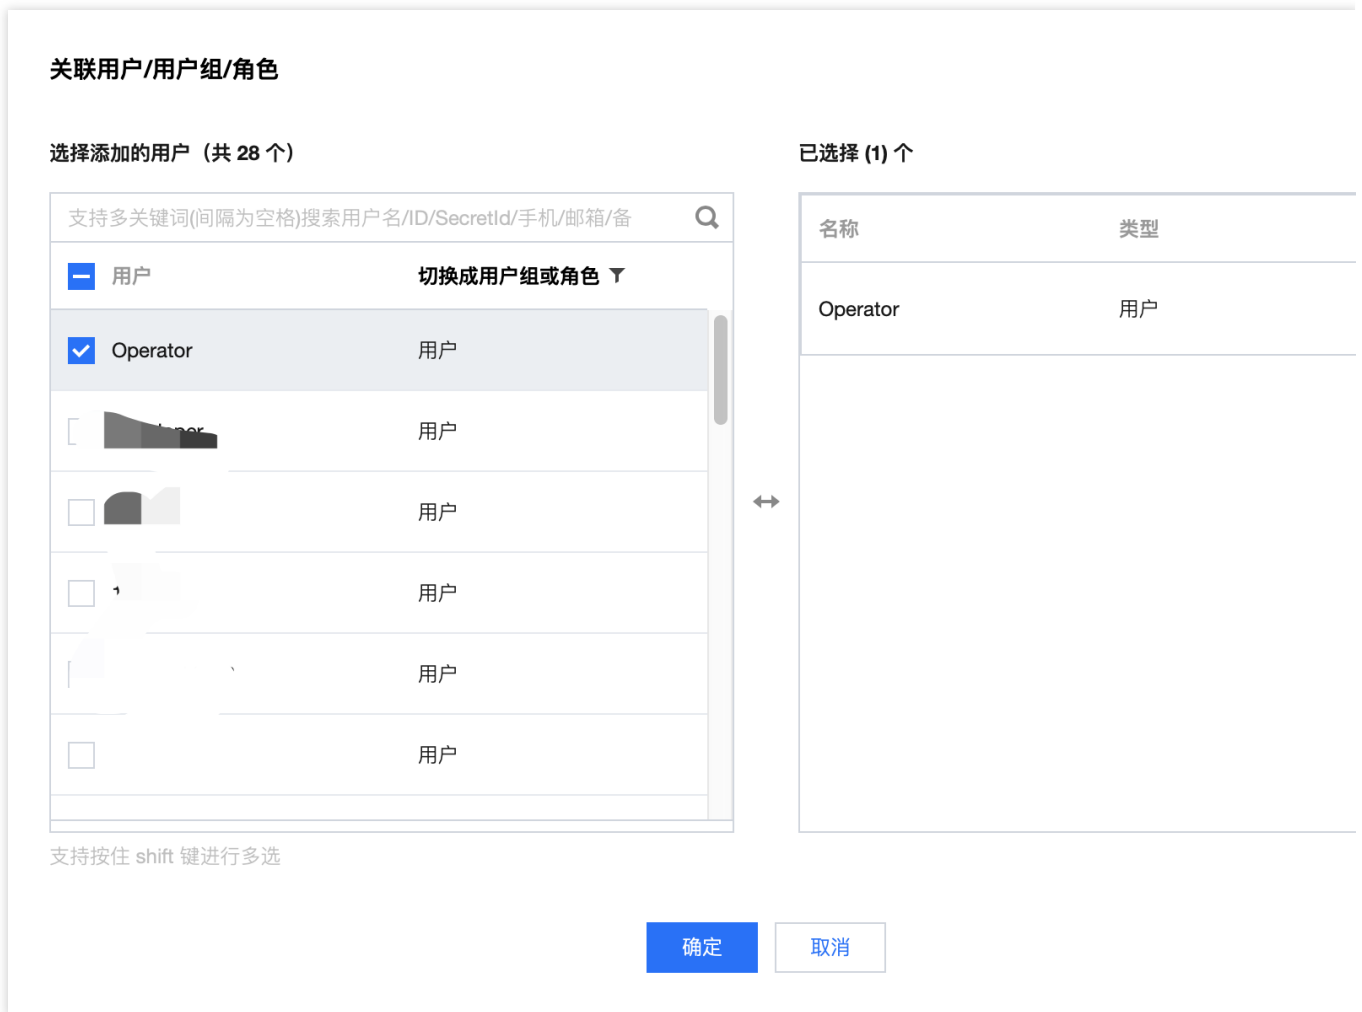 关联用户/用户组/角色
选择添加的用户（共 28 个）
已选择 (1) 个
支持多关键词(间隔为空格)搜索用户名/ID/SecretId/手机/邮箱/备
名称 类型
用户 切换成用户组或角色
Operator 用户
Operator 用户
用户
用户
用户
用户
用户
支持按住 shift 键进行多选
确定 取消